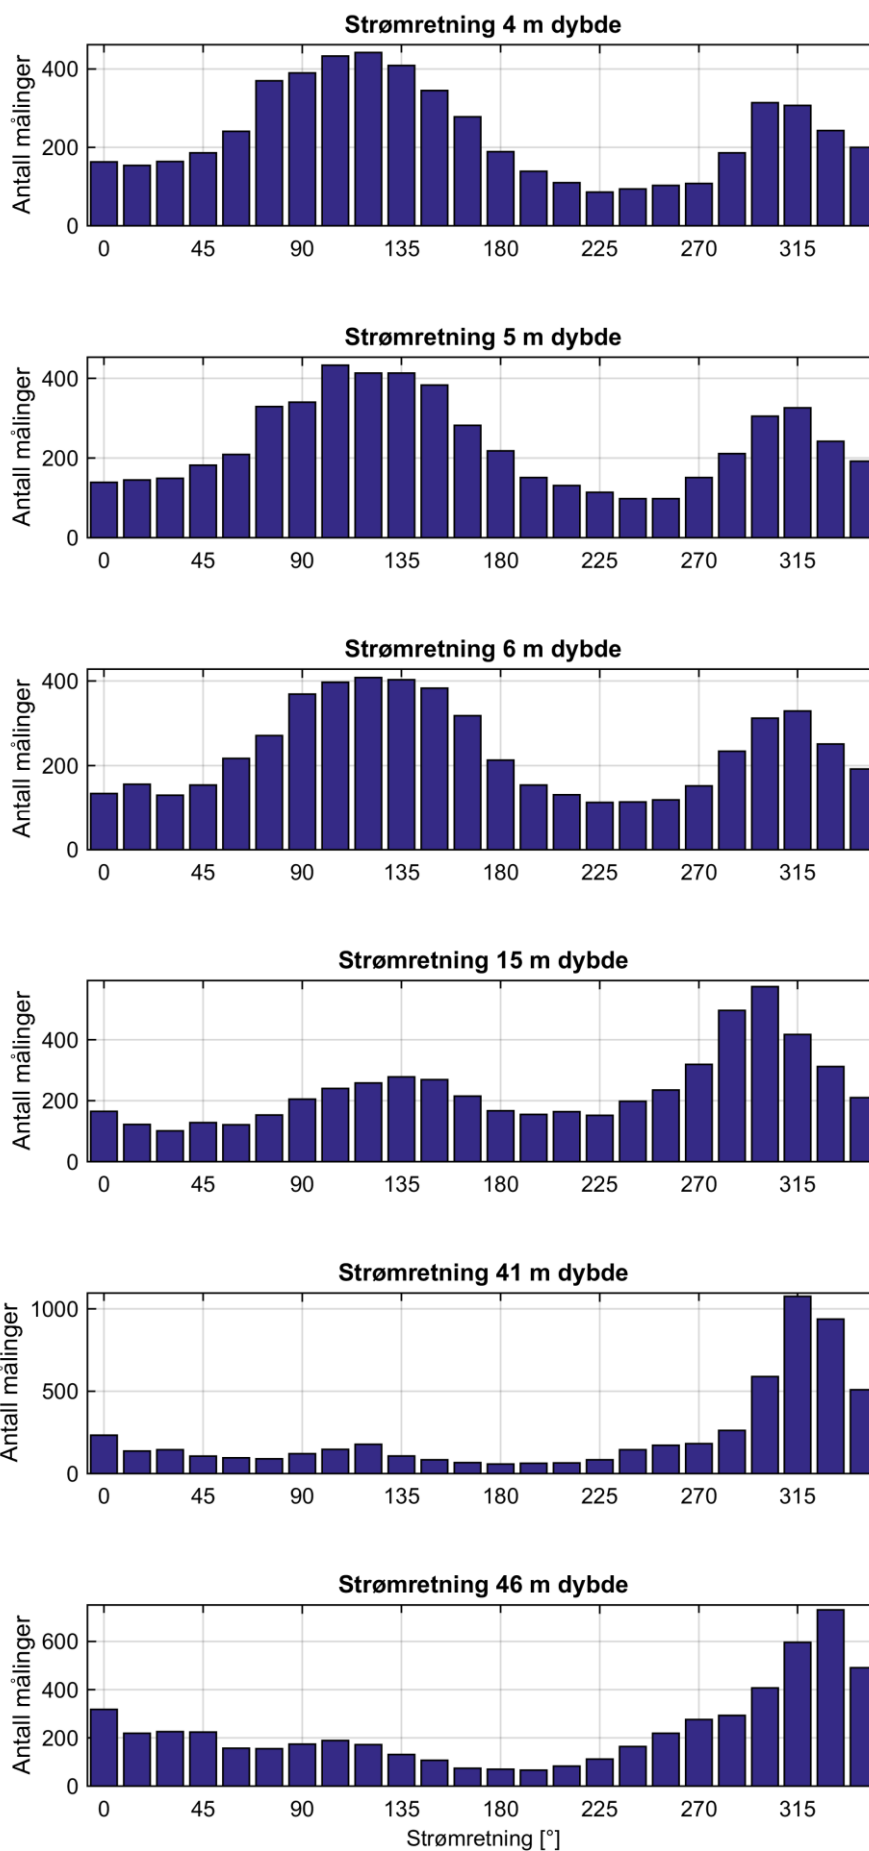 Strømretning 4 m dybde
Antall målinger
400
200
0
0 45 90 135 180 225 270 315
Strømretning 5 m dybde
Antall målinger
400
200
0
0 45 90 135 180 225 270 315
Strømretning 6 m dybde
Antall målinger
400
200
0
0 45 90 135 180 225 270 315
Strømretning 15 m dybde
Antall målinger
400
200
0
0 45 90 135 180 225 270 315
Strømretning 41 m dybde
Antall målinger
1000
500
0
0 45 90 135 180 225 270 315
Strømretning 46 m dybde
Antall målinger
600
400
200
0
0 45 90 135 180 225 270 315
Strømretning [°]